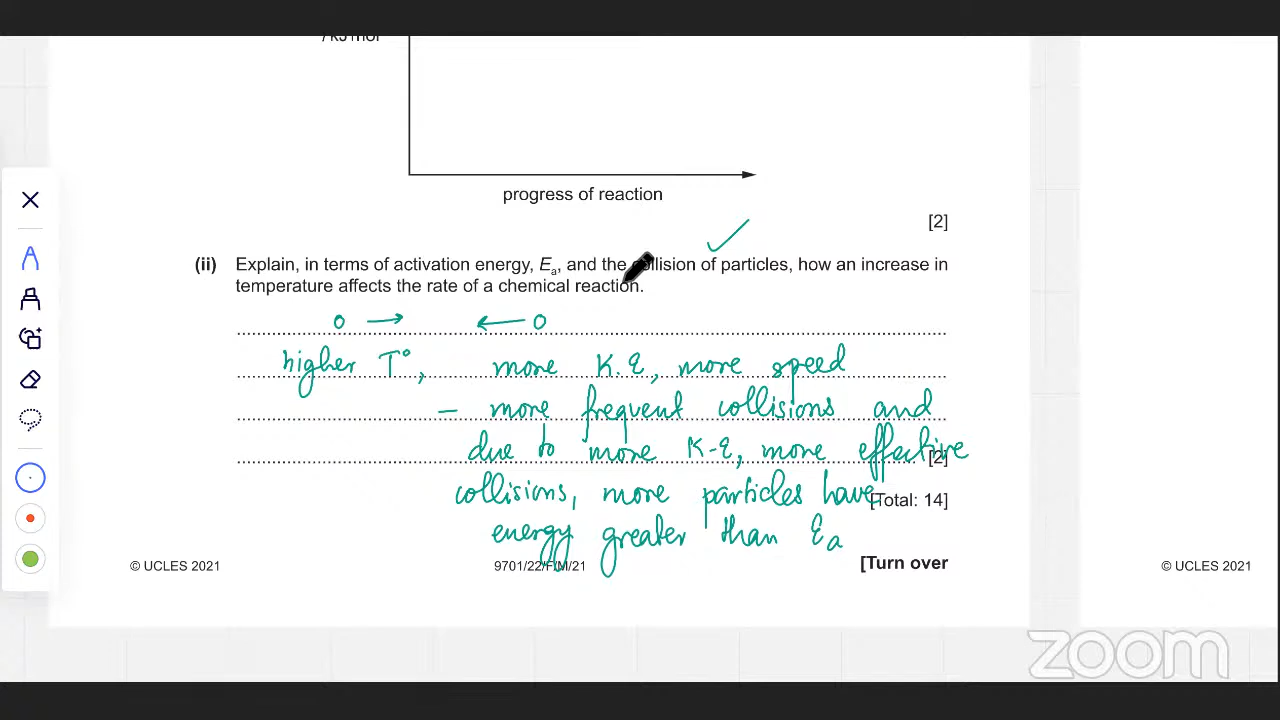 progress of reaction
[2]
(ii) Explain, in terms of activation energy, Ea, and the collision of particles, how an increase in
temperature affects the rate of a chemical reaction.
o → ← o
higher T°, more K.E, more speed
– more frequent collisions and
due to more K-E, more effective
[2]
collisions, more particles have
[Total: 14]
energy greater than Ea
© UCLES 2021 9701/22/F/M/21 [Turn over
© UCLES 2021
zoom